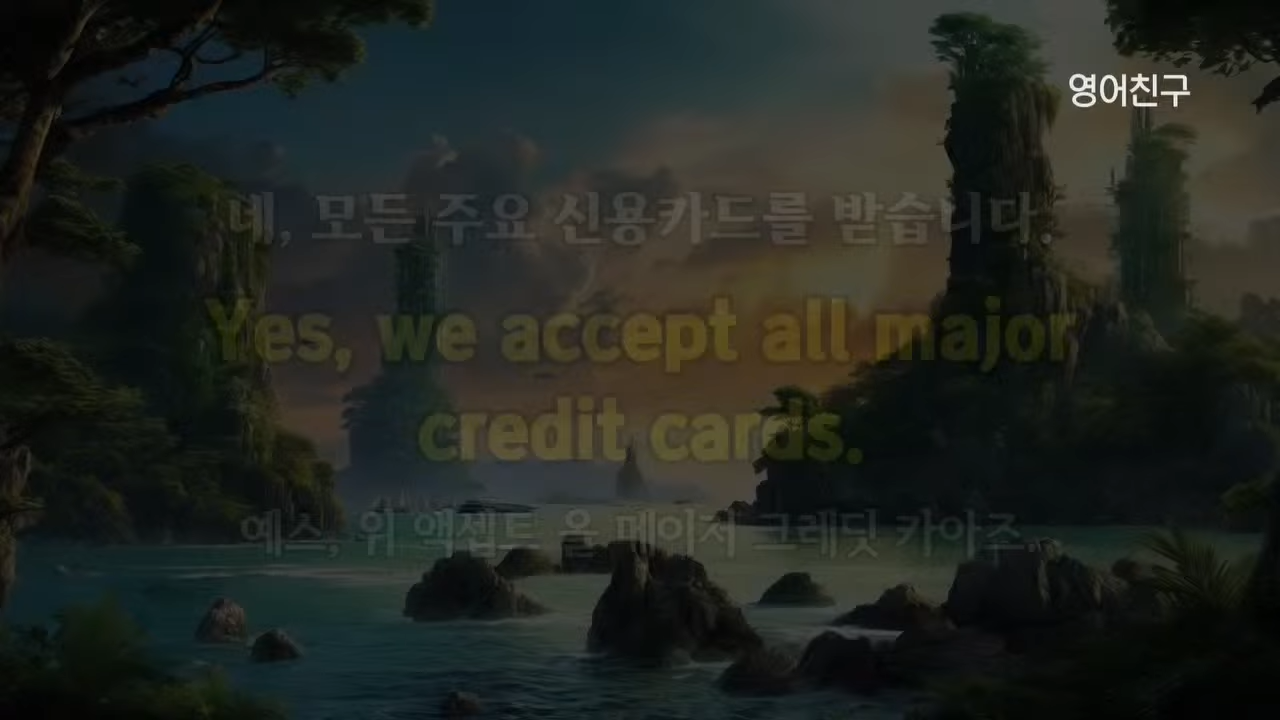 영어친구
네, 모든 주요 신용카드를 받습니다.
Yes, we accept all major
credit cards.
예스, 위 액셉트 올 메이저 크레딧 카아즈.